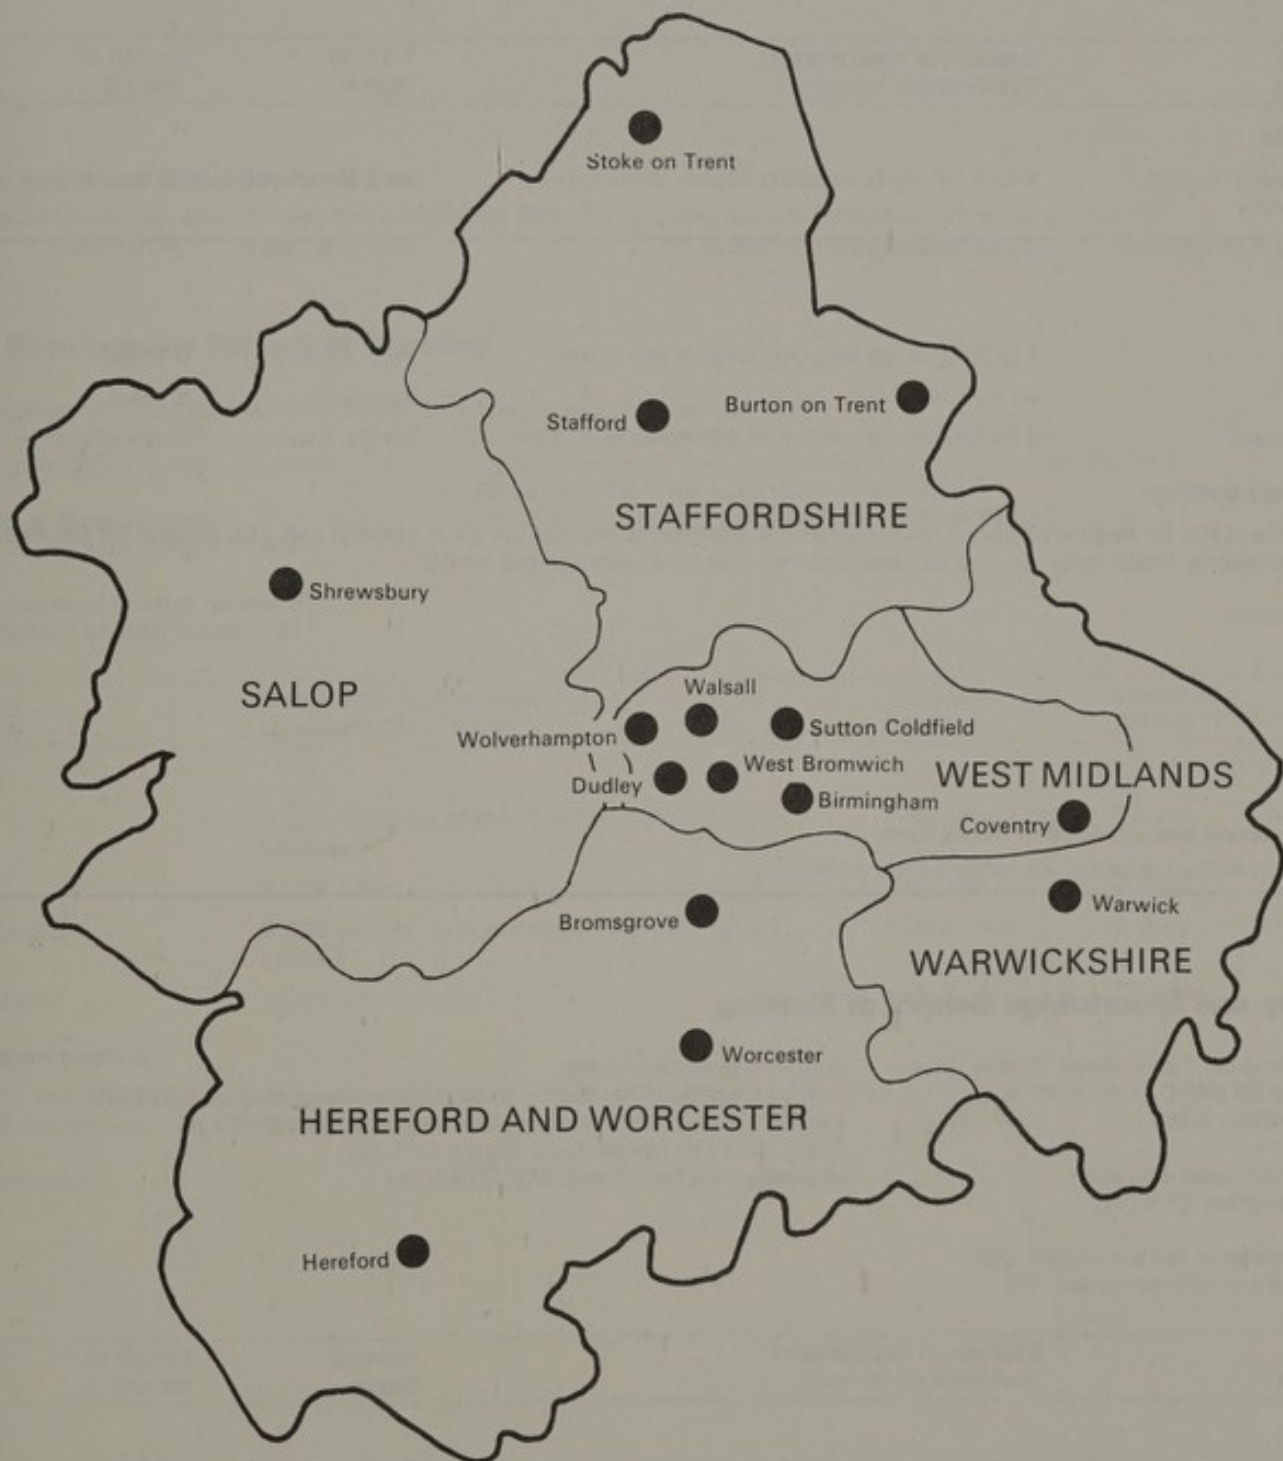 Stoke on Trent
Stafford
Burton on Trent
STAFFORDSHIRE
Shrewsbury
SALOP
Walsall
Wolverhampton
Sutton Coldfield
Dudley
West Bromwich
WEST MIDLANDS
Birmingham
Coventry
Bromsgrove
Warwick
WARWICKSHIRE
Worcester
HEREFORD AND WORCESTER
Hereford